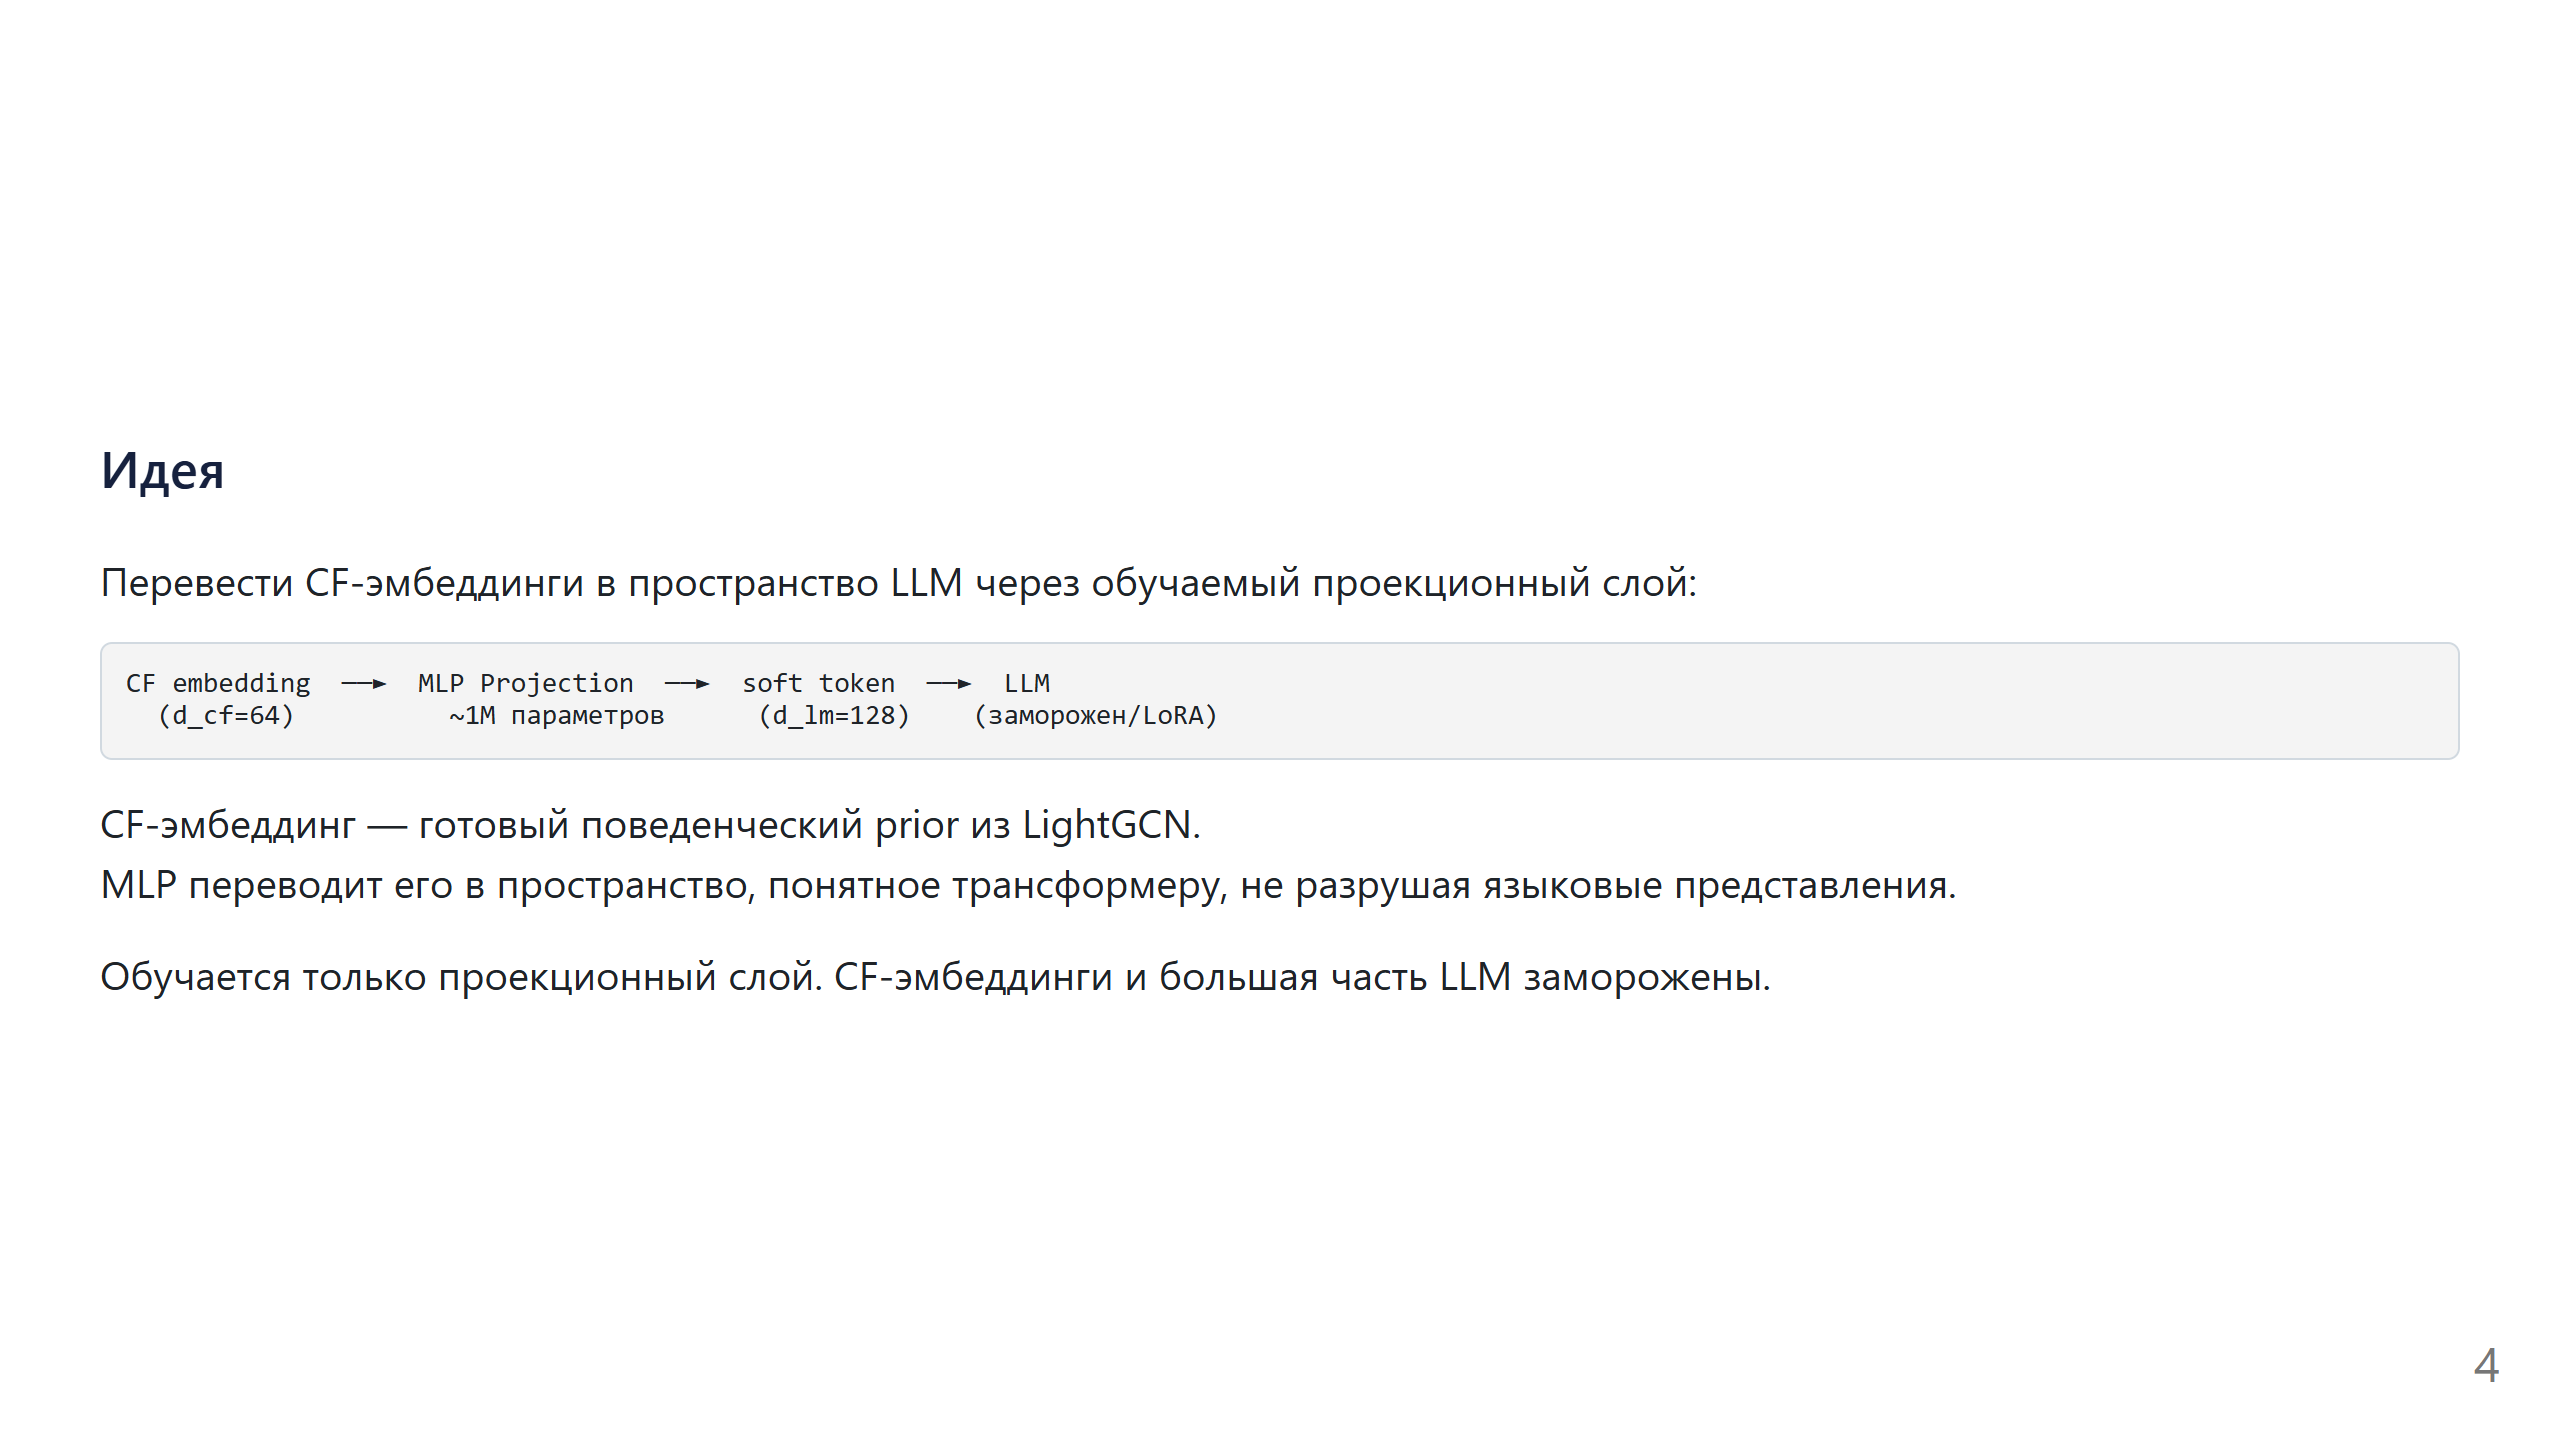 Идея
Перевести CF-эмбеддинги в пространство LLM через обучаемый проекционный слой:
CF embedding ──► MLP Projection ──► soft token ──► LLM
(d_cf=64) ~1M параметров (d_lm=128) (заморожен/LoRA)
CF-эмбеддинг — готовый поведенческий prior из LightGCN.
MLP переводит его в пространство, понятное трансформеру, не разрушая языковые представления.
Обучается только проекционный слой. CF-эмбеддинги и большая часть LLM заморожены.
4